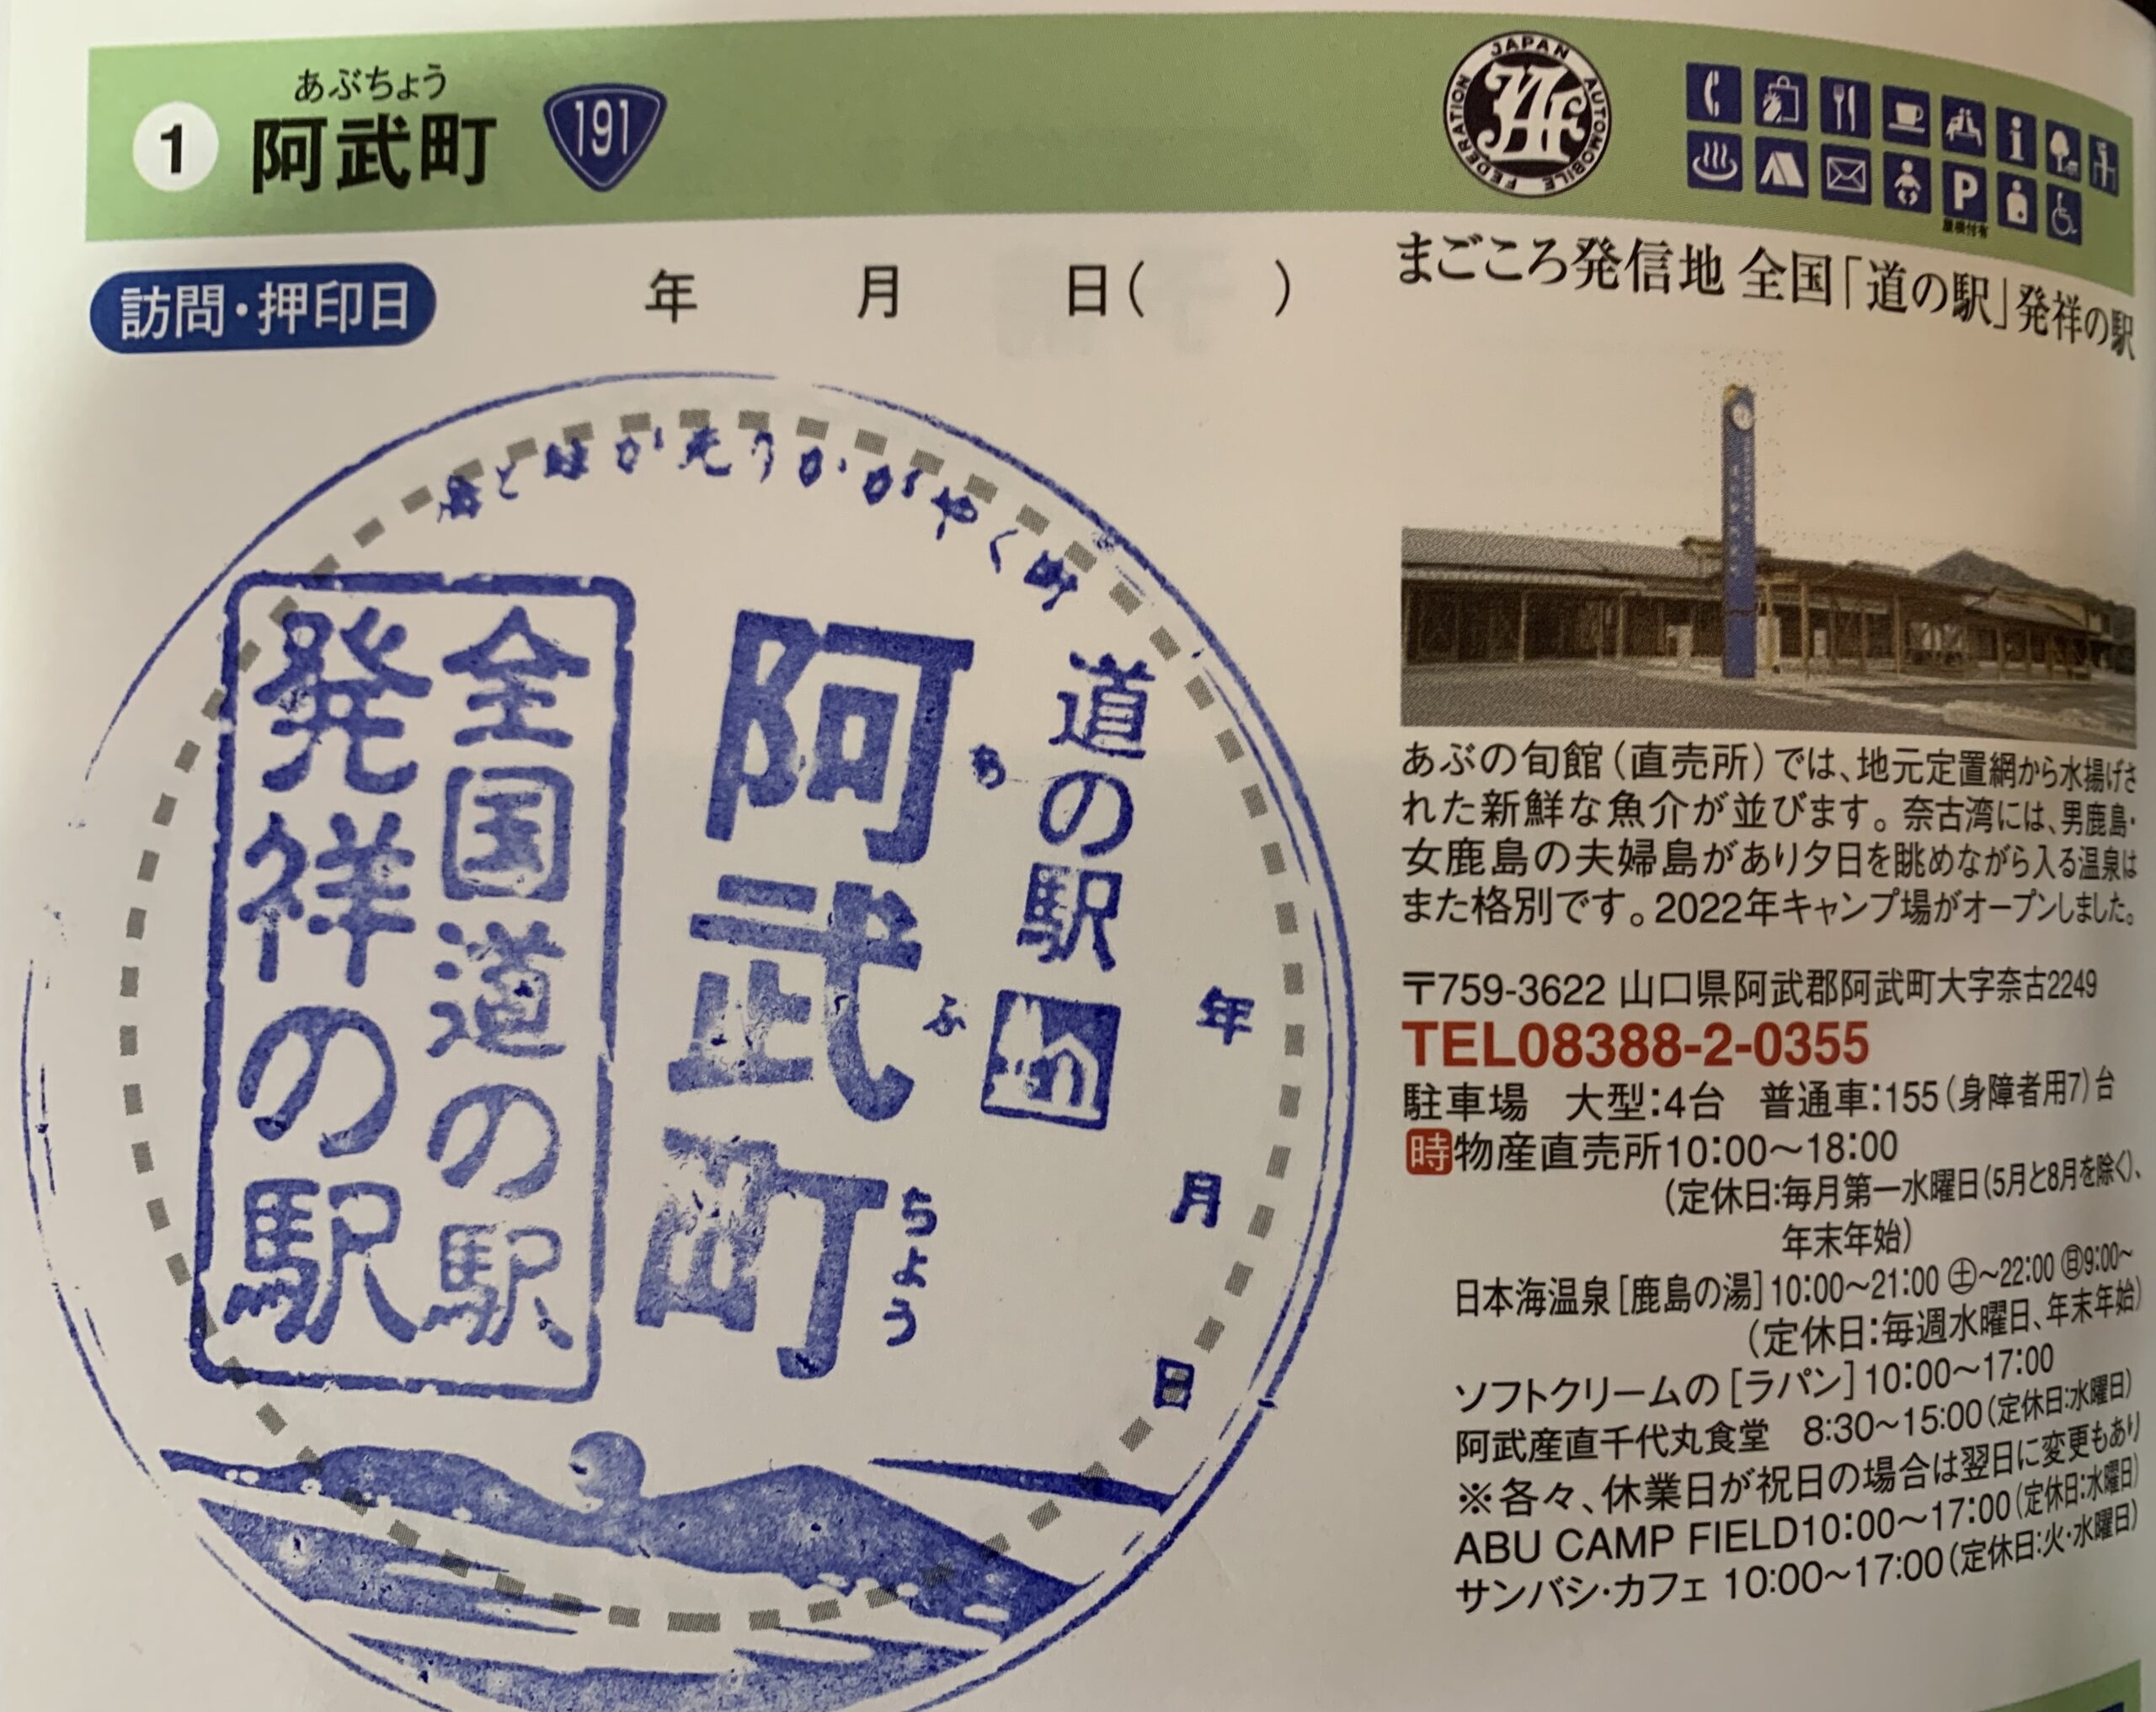 あぶちょう
1 阿武町 191
JAPAN AUTOMOBILE FEDERATION
JAF
i
P
屋根付有
訪問・押印日 年 月 日( )
まごころ発信地 全国「道の駅」発祥の駅
かがやく町
道の駅
阿武町
ぶ
ちょう
全国道の駅
発祥の駅
年
月
日
あぶの旬館(直売所)では、地元定置網から水揚げさ
れた新鮮な魚介が並びます。奈古湾には、男鹿島・
女鹿島の夫婦島があり夕日を眺めながら入る温泉は
また格別です。2022年キャンプ場がオープンしました。
〒759-3622 山口県阿武郡阿武町大字奈古2249
TEL08388-2-0355
駐車場 大型:4台 普通車:155(身障者用7)台
時物産直売所10:00〜18:00
(定休日:毎月第一水曜日(5月と8月を除く)、
年末年始)
日本海温泉[鹿島の湯]10:00〜21:00 ㊏〜22:00 ㊐9:00〜
(定休日:毎週水曜日、年末年始)
ソフトクリームの[ラパン]10:00〜17:00
阿武産直千代丸食堂 8:30〜15:00(定休日:水曜日)
※各々、休業日が祝日の場合は翌日に変更もあり
ABU CAMP FIELD10:00〜17:00(定休日:水曜日)
サンバシ・カフェ 10:00〜17:00(定休日:火・水曜日)